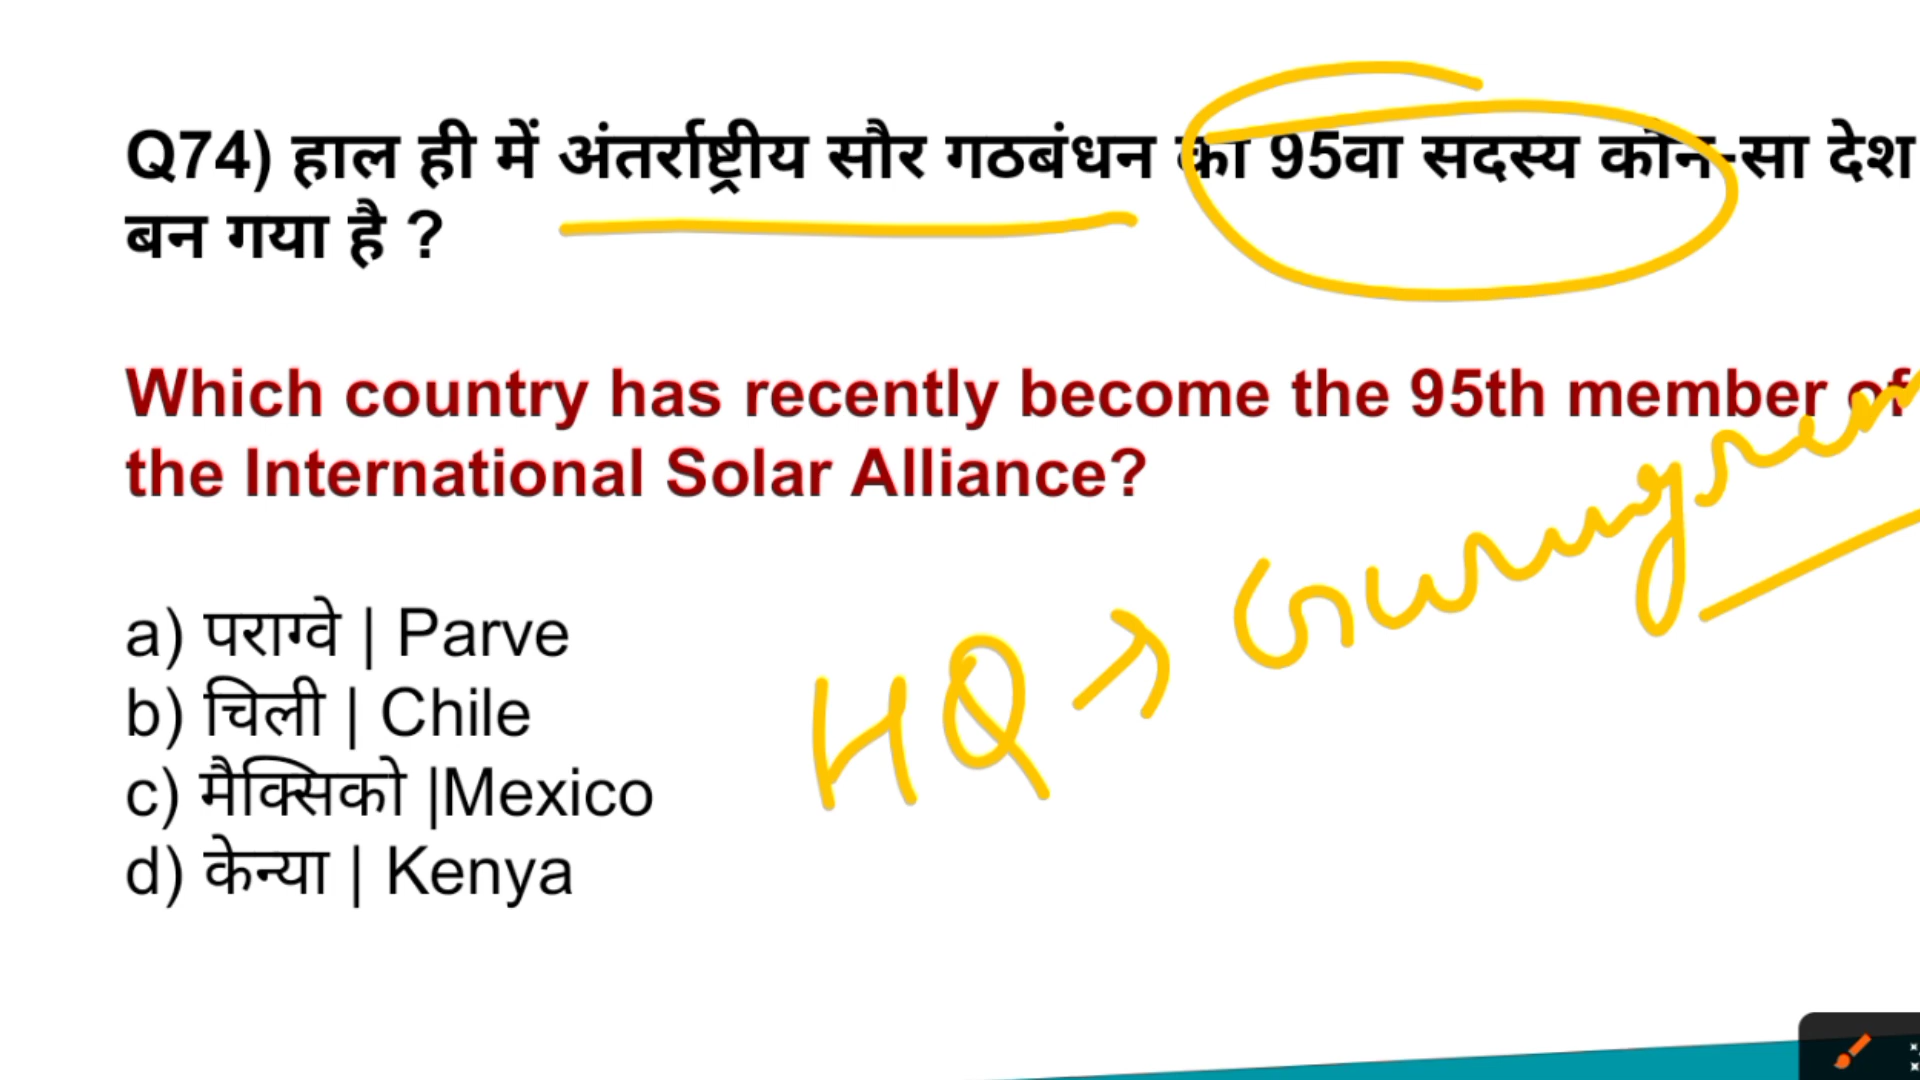 Q74) हाल ही में अंतर्राष्ट्रीय सौर गठबंधन का 95वा सदस्य कौन-सा देश
बन गया है ?
Which country has recently become the 95th member of
the International Solar Alliance?
a) पराग्वे | Parve
b) चिली | Chile
c) मैक्सिको |Mexico
d) केन्या | Kenya
HQ → Gurugram